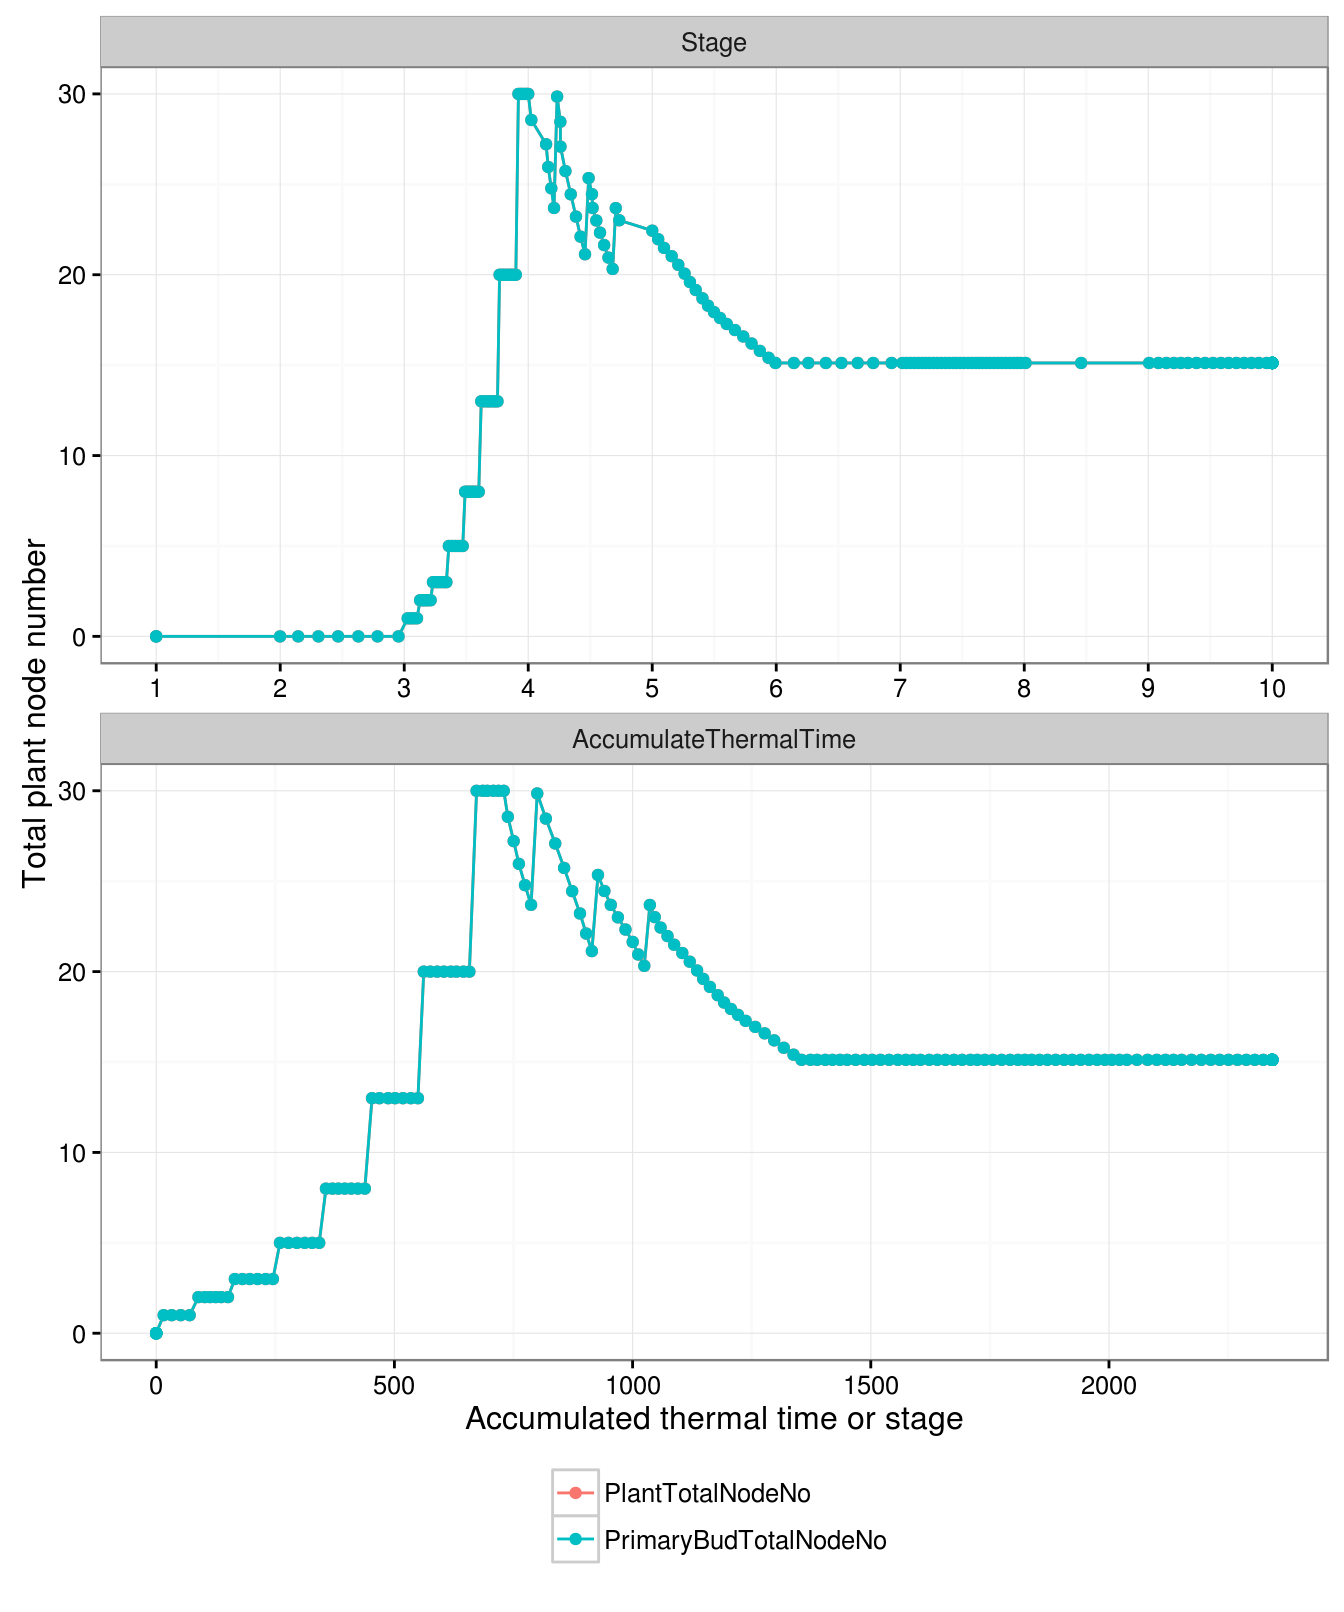 Stage
30
20
10
0
1 2 3 4 5 6 7 8 9 10
Total plant node number
AccumulateThermalTime
30
20
10
0
0 500 1000 1500 2000
Accumulated thermal time or stage
PlantTotalNodeNo
PrimaryBudTotalNodeNo